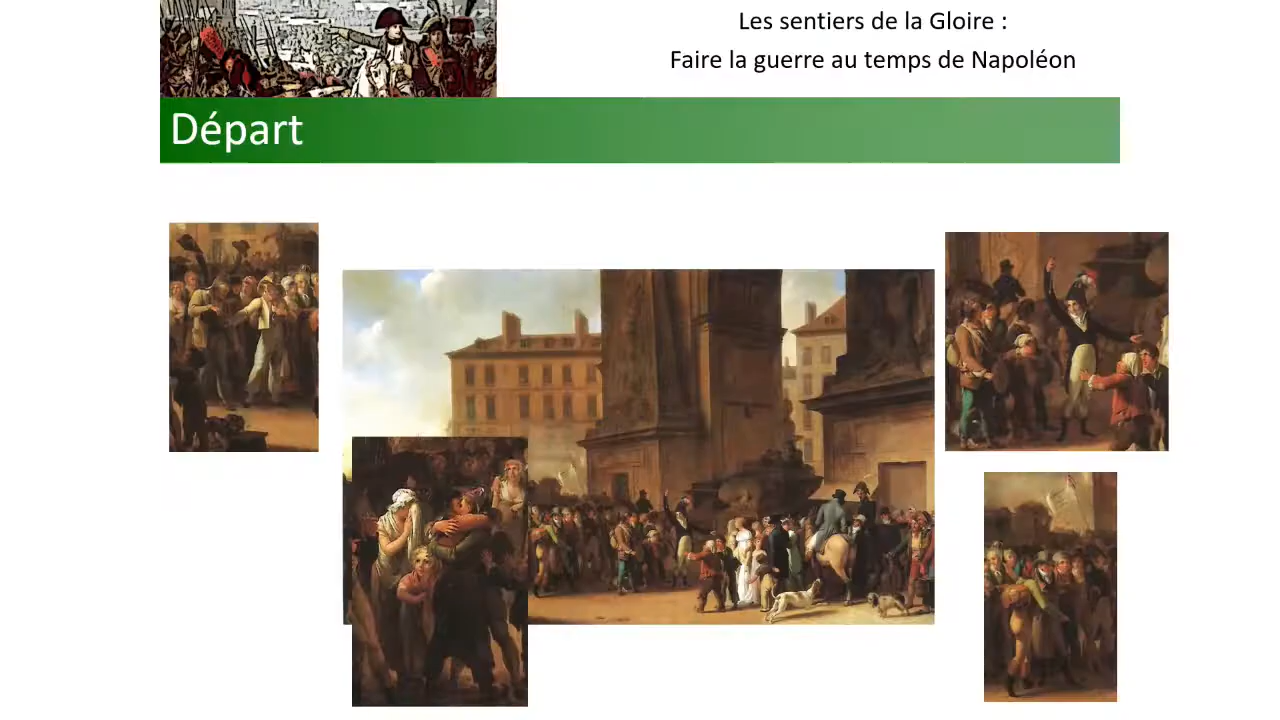 Les sentiers de la Gloire :
Faire la guerre au temps de Napoléon
Départ